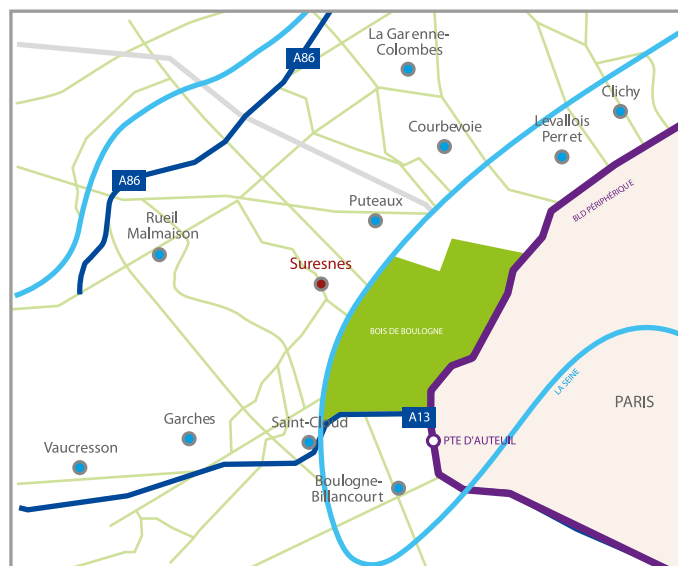 La Garenne-
Colombes
A86
Clichy
Courbevoie
Levallois
Perret
A86
Puteaux
BLD PÉRIPHÉRIQUE
Rueil
Malmaison
Suresnes
BOIS DE BOULOGNE
LA SEINE
PARIS
Garches
Saint-Cloud
A13
Vaucresson
PTE D'AUTEUIL
Boulogne-
Billancourt